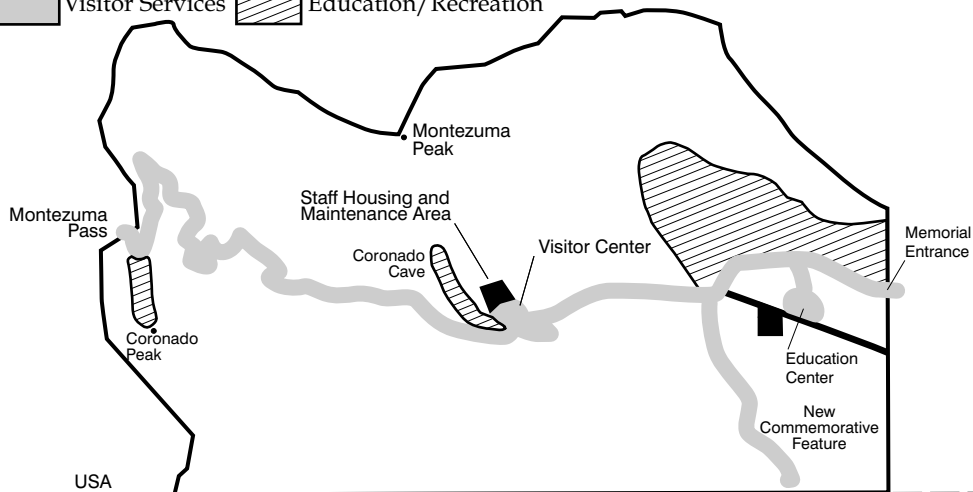 Visitor Services Education/Recreation
Montezuma
Peak
Staff Housing and
Maintenance Area
Montezuma
Pass
Visitor Center
Memorial
Entrance
Coronado
Cave
Coronado
Peak
Education
Center
New
Commemorative
Feature
USA